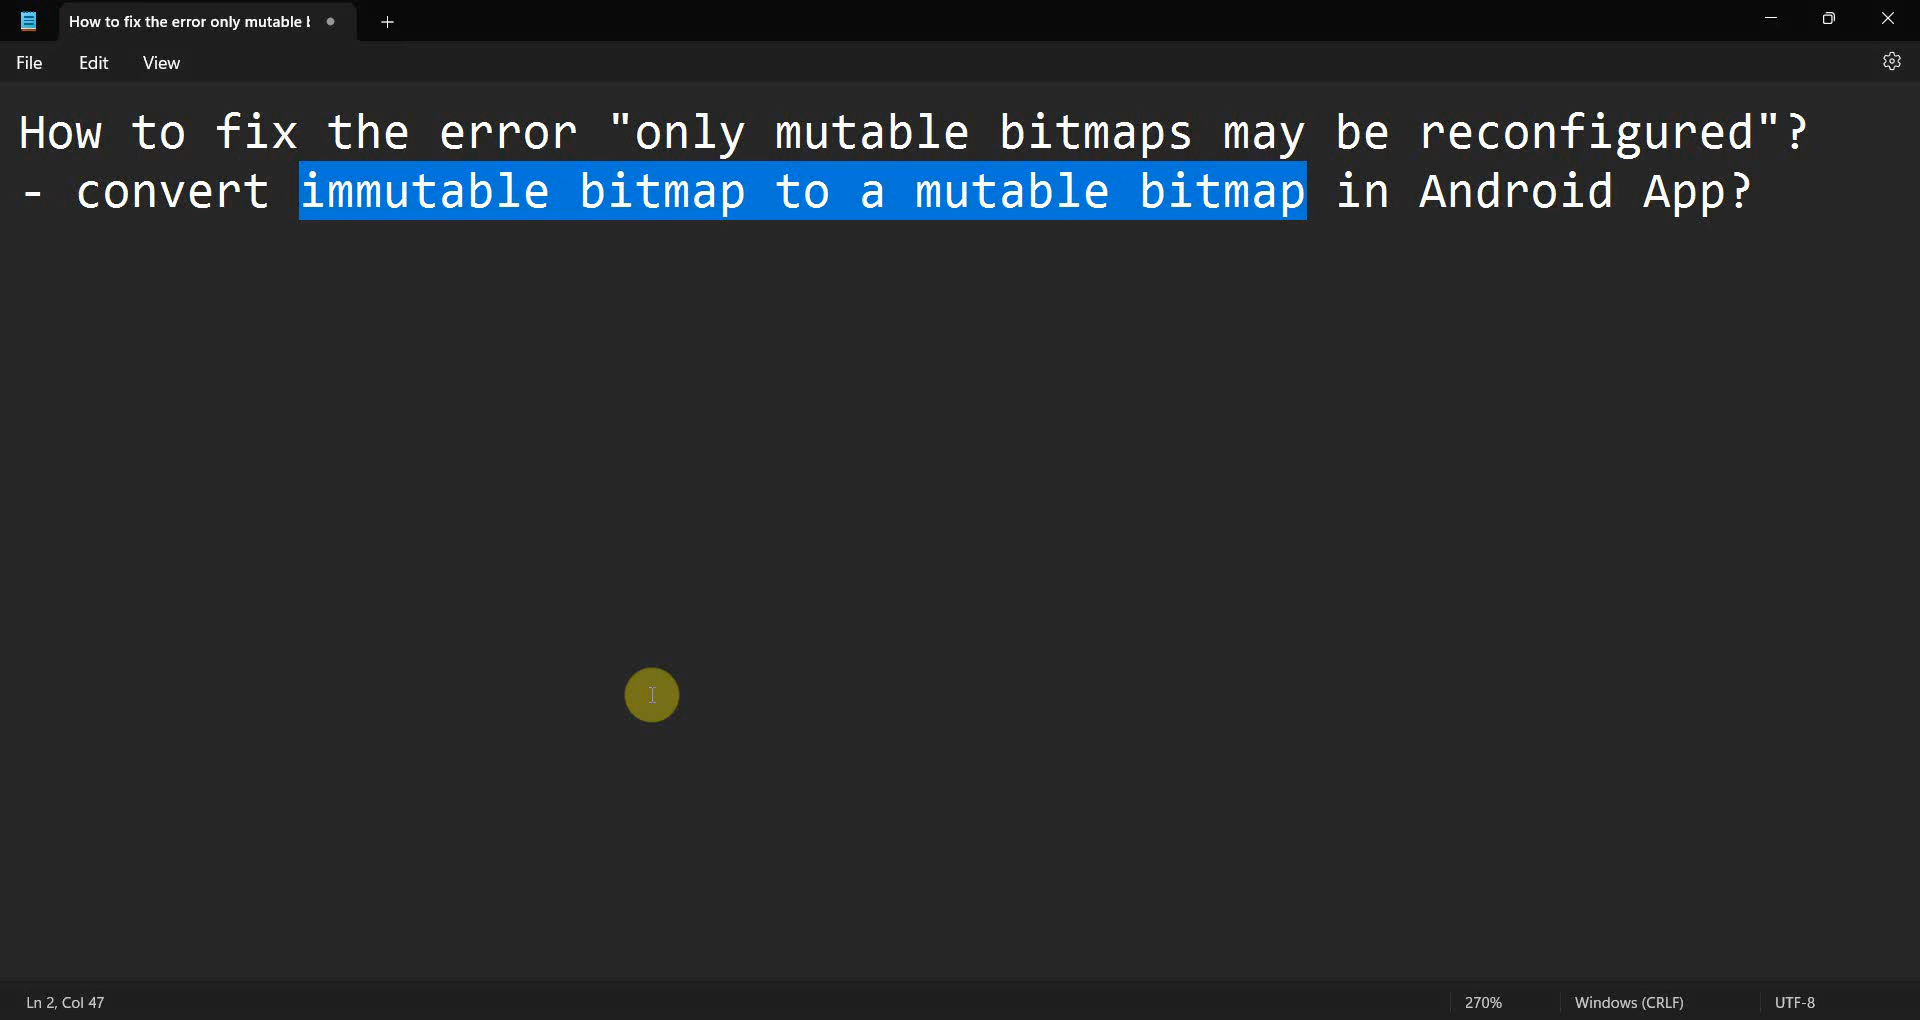 How to fix the error only mutable
File Edit View
How to fix the error "only mutable bitmaps may be reconfigured"?
- convert immutable bitmap to a mutable bitmap in Android App?
Ln 2, Col 47 270% Windows (CRLF) UTF-8